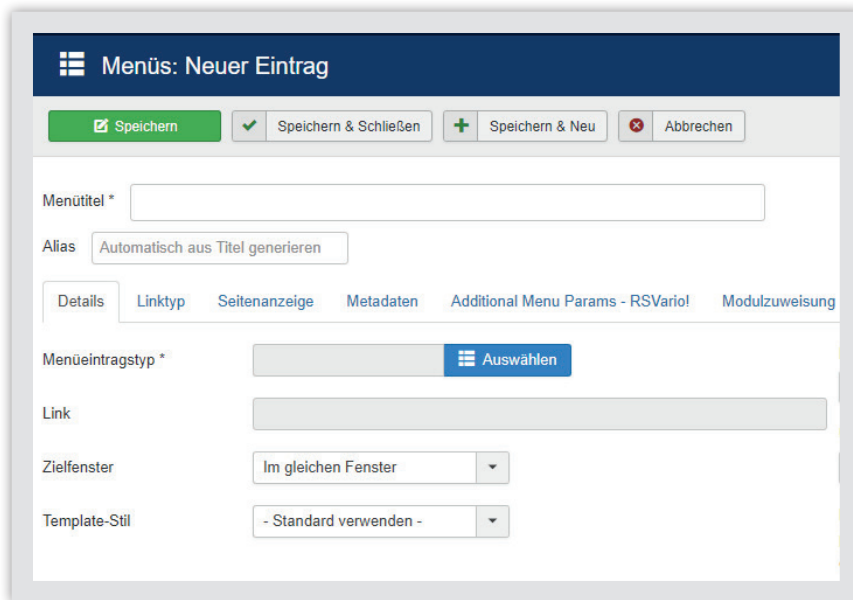 Menüs: Neuer Eintrag
Speichern Speichern & Schließen Speichern & Neu Abbrechen
Menütitel *
Alias Automatisch aus Titel generieren
Details Linktyp Seitenanzeige Metadaten Additional Menu Params - RSVario! Modulzuweisung
Menüeintragstyp * Auswählen
Link
Zielfenster Im gleichen Fenster
Template-Stil - Standard verwenden -